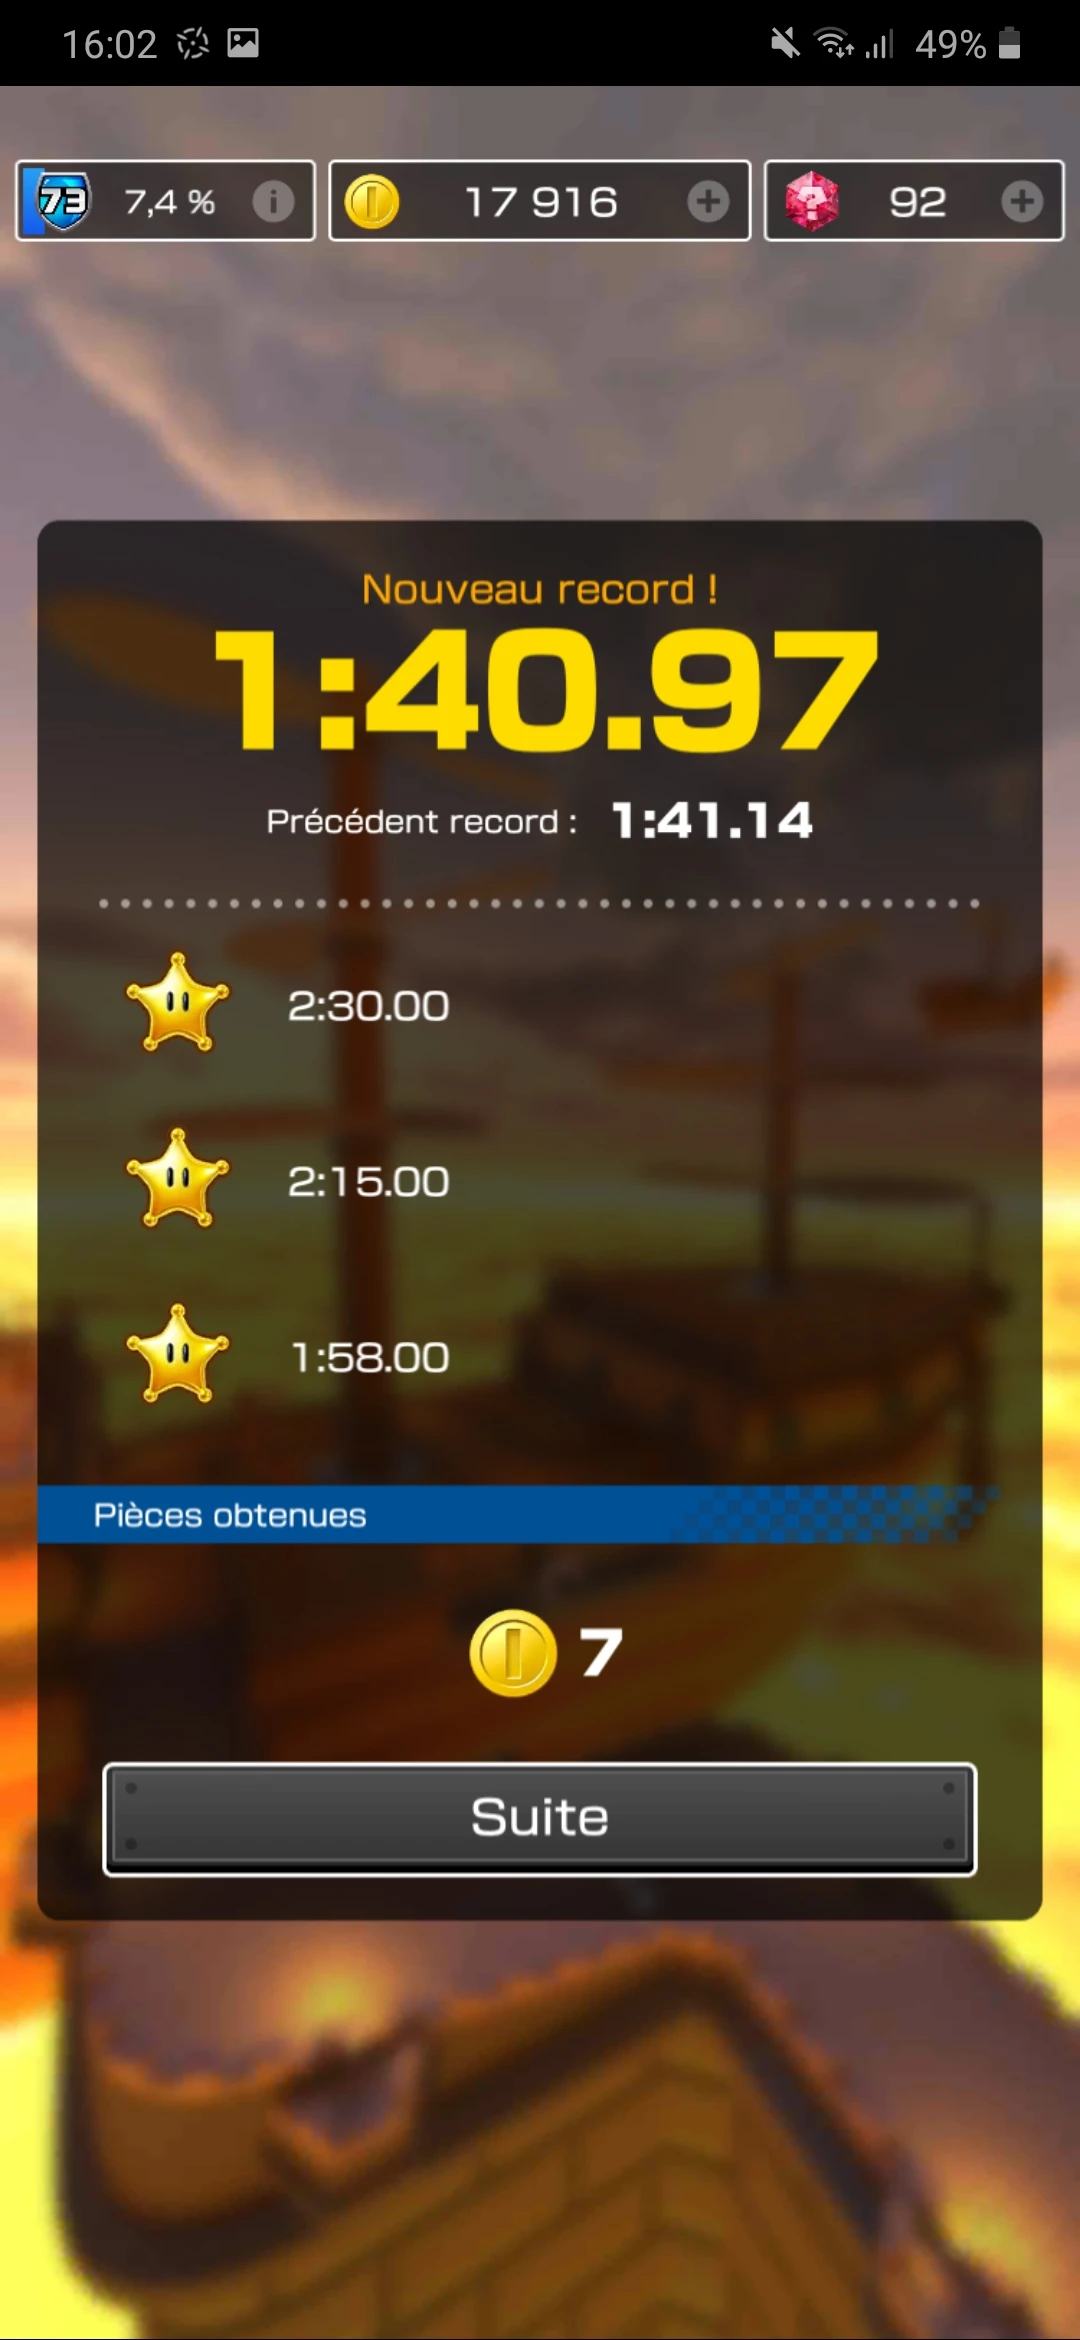 16:02 49%
73 7,4 % i 17 916 + ? 92 +
Nouveau record !
1:40.97
Précédent record : 1:41.14
2:30.00
2:15.00
1:58.00
Pièces obtenues
7
Suite